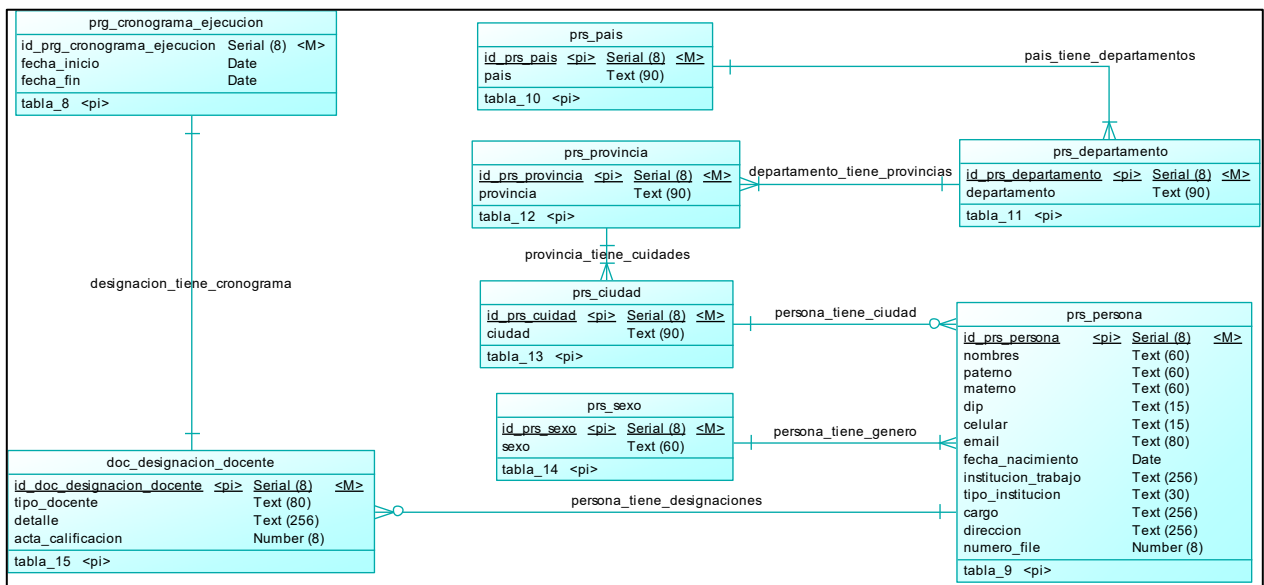 prg_cronograma_ejecucion
id_prg_cronograma_ejecucion Serial (8) <M>
fecha_inicio Date
fecha_fin Date
tabla_8 <pi>
prs_pais
id_prs_pais <pi> Serial (8) <M>
pais Text (90)
tabla_10 <pi>
pais_tiene_departamentos
prs_provincia
id_prs_provincia <pi> Serial (8) <M>
provincia Text (90)
tabla_12 <pi>
departamento_tiene_provincias
prs_departamento
id_prs_departamento <pi> Serial (8) <M>
departamento Text (90)
tabla_11 <pi>
provincia_tiene_cuidades
designacion_tiene_cronograma
prs_ciudad
id_prs_cuidad <pi> Serial (8) <M>
ciudad Text (90)
tabla_13 <pi>
persona_tiene_ciudad
prs_persona
id_prs_persona <pi> Serial (8) <M>
nombres Text (60)
paterno Text (60)
materno Text (60)
dip Text (15)
celular Text (15)
email Text (80)
fecha_nacimiento Date
institucion_trabajo Text (256)
tipo_institucion Text (30)
cargo Text (256)
direccion Text (256)
numero_file Number (8)
tabla_9 <pi>
prs_sexo
id_prs_sexo <pi> Serial (8) <M>
sexo Text (60)
tabla_14 <pi>
persona_tiene_genero
doc_designacion_docente
id_doc_designacion_docente <pi> Serial (8) <M>
tipo_docente Text (80)
detalle Text (256)
acta_calificacion Number (8)
tabla_15 <pi>
persona_tiene_designaciones